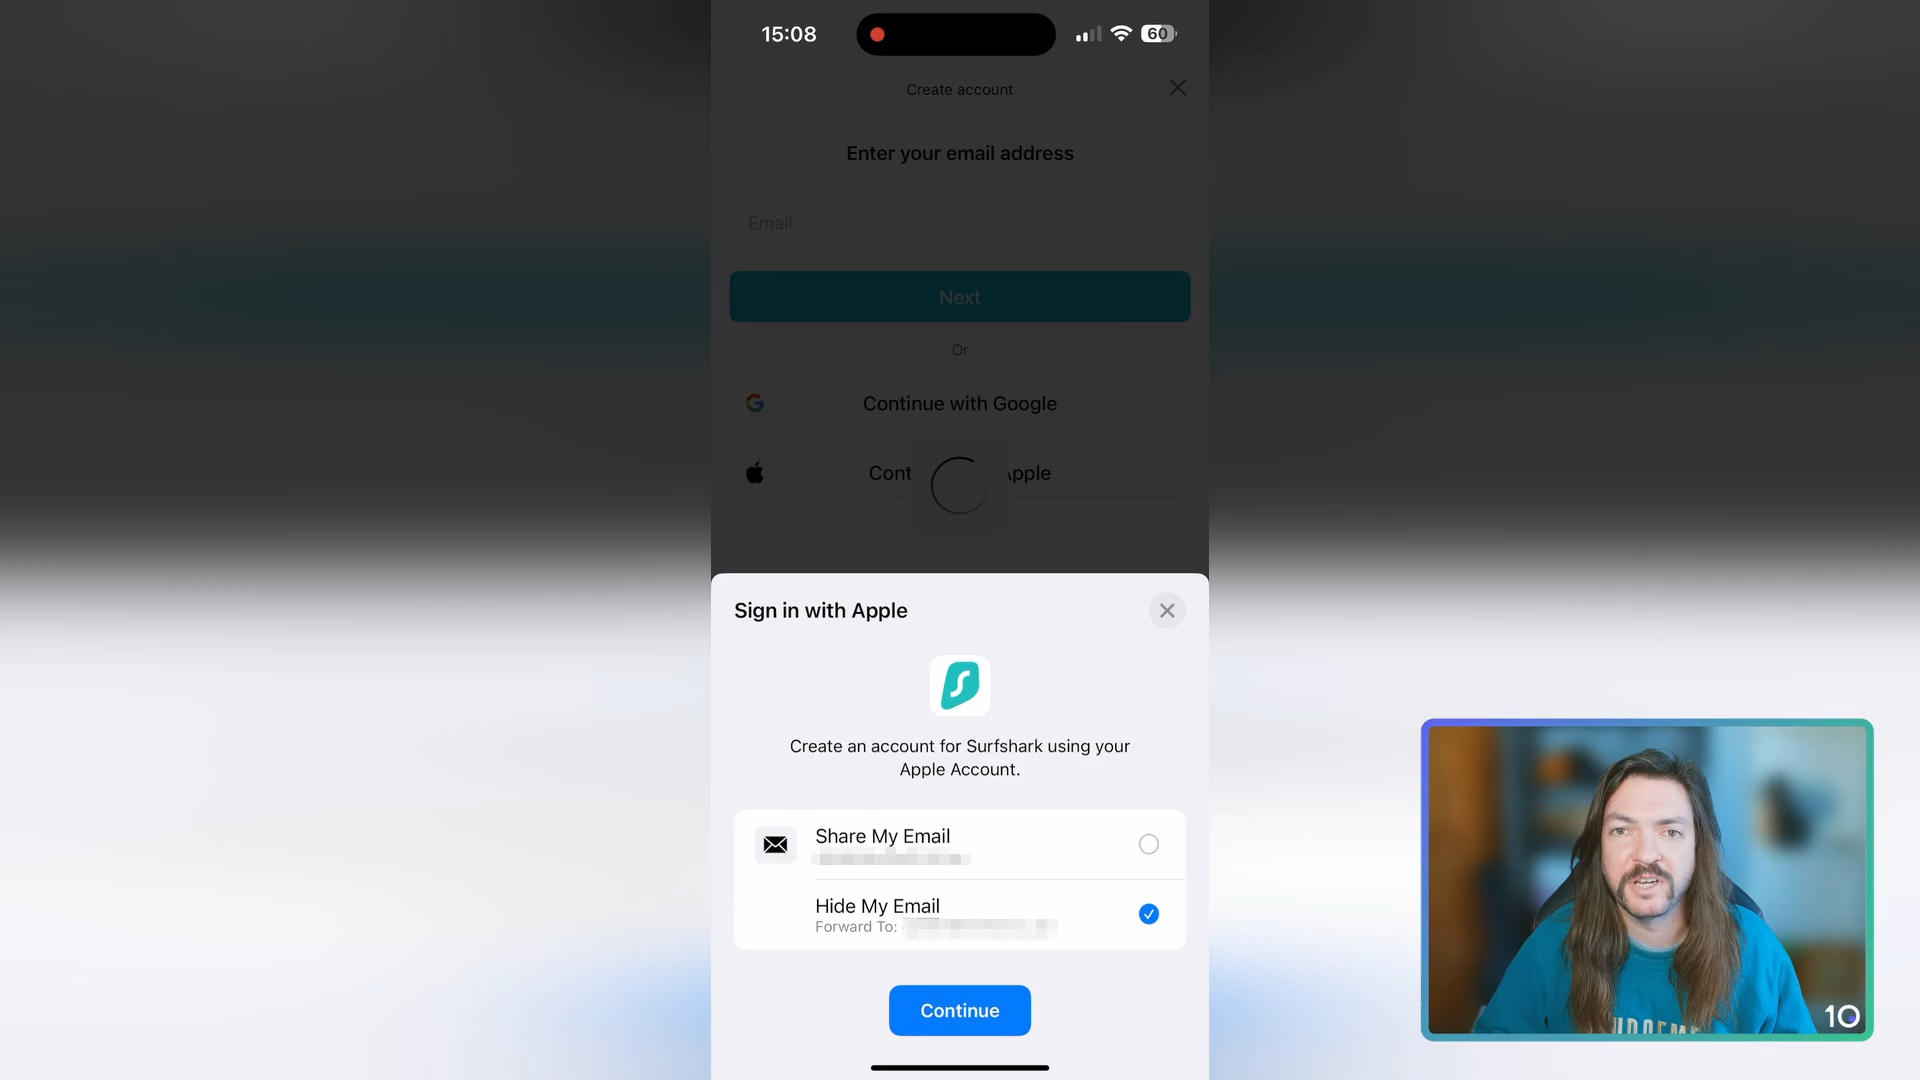 15:08
60
Create account
Enter your email address
Email
Next
Or
Continue with Google
Cont
Apple
Sign in with Apple
Create an account for Surfshark using your
Apple Account.
Share My Email
Hide My Email
Forward To:
Continue
10